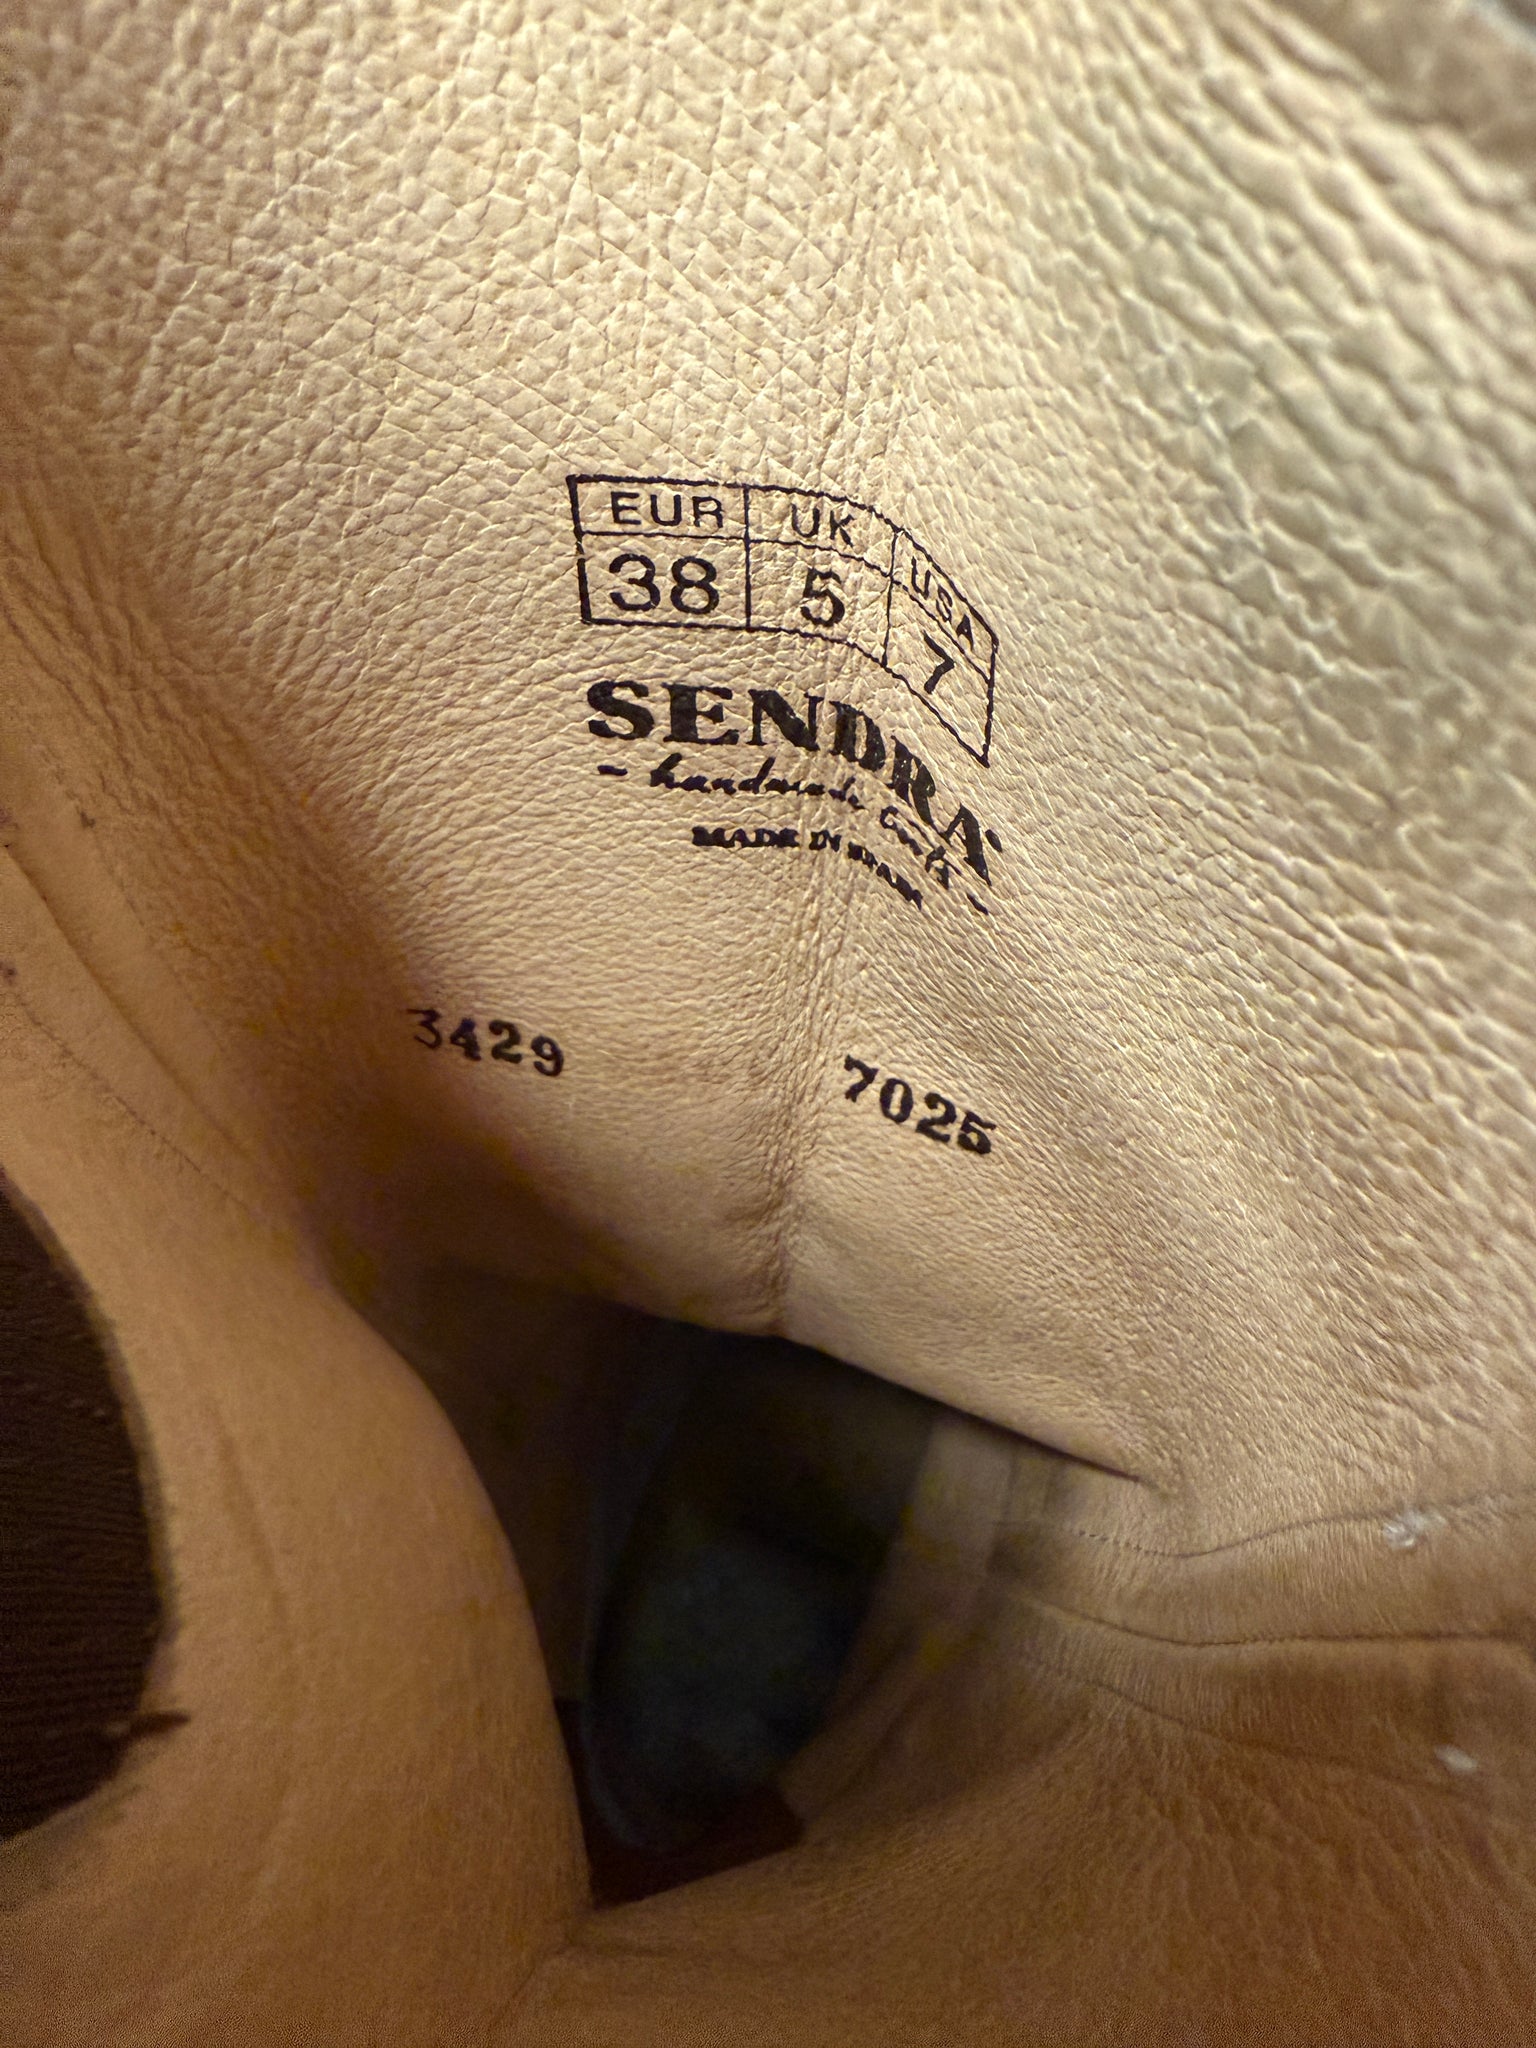 EUR UK USA
38 5 7
SENDRA
- handmade boots -
MADE IN SPAIN
3429 7025